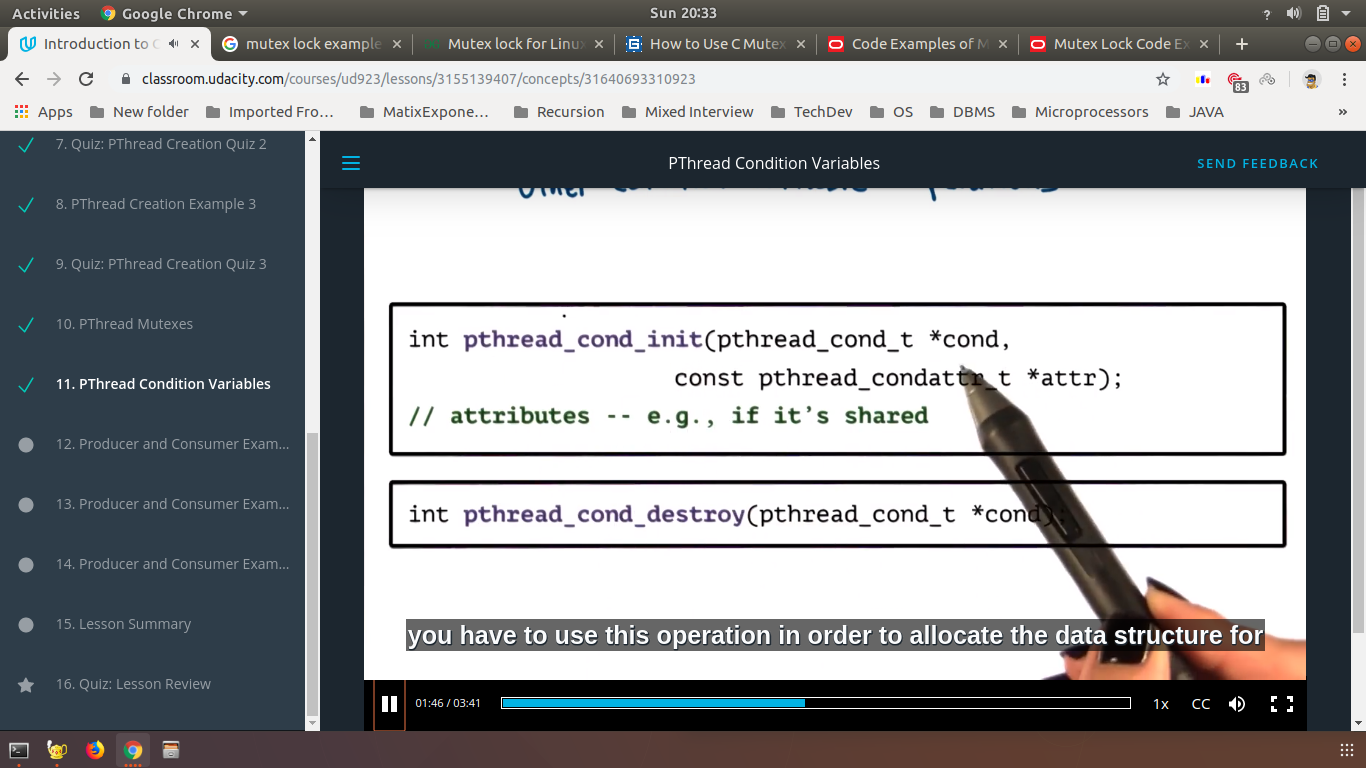 Activities
Google Chrome
Sun 20:33
?
Introduction to C
mutex lock example
Mutex lock for Linux
How to Use C Mutex
Code Examples of M
Mutex Lock Code Ex
classroom.udacity.com/courses/ud923/lessons/3155139407/concepts/31640693310923
83
Apps
New folder
Imported Fro…
MatixExpone…
Recursion
Mixed Interview
TechDev
OS
DBMS
Microprocessors
JAVA
»
7. Quiz: PThread Creation Quiz 2
8. PThread Creation Example 3
9. Quiz: PThread Creation Quiz 3
10. PThread Mutexes
11. PThread Condition Variables
12. Producer and Consumer Exam...
13. Producer and Consumer Exam...
14. Producer and Consumer Exam...
15. Lesson Summary
16. Quiz: Lesson Review
PThread Condition Variables
SEND FEEDBACK
int pthread_cond_init(pthread_cond_t *cond,
const pthread_condattr_t *attr);
// attributes -- e.g., if it's shared
int pthread_cond_destroy(pthread_cond_t *cond);
you have to use this operation in order to allocate the data structure for
01:46 / 03:41
1x
CC